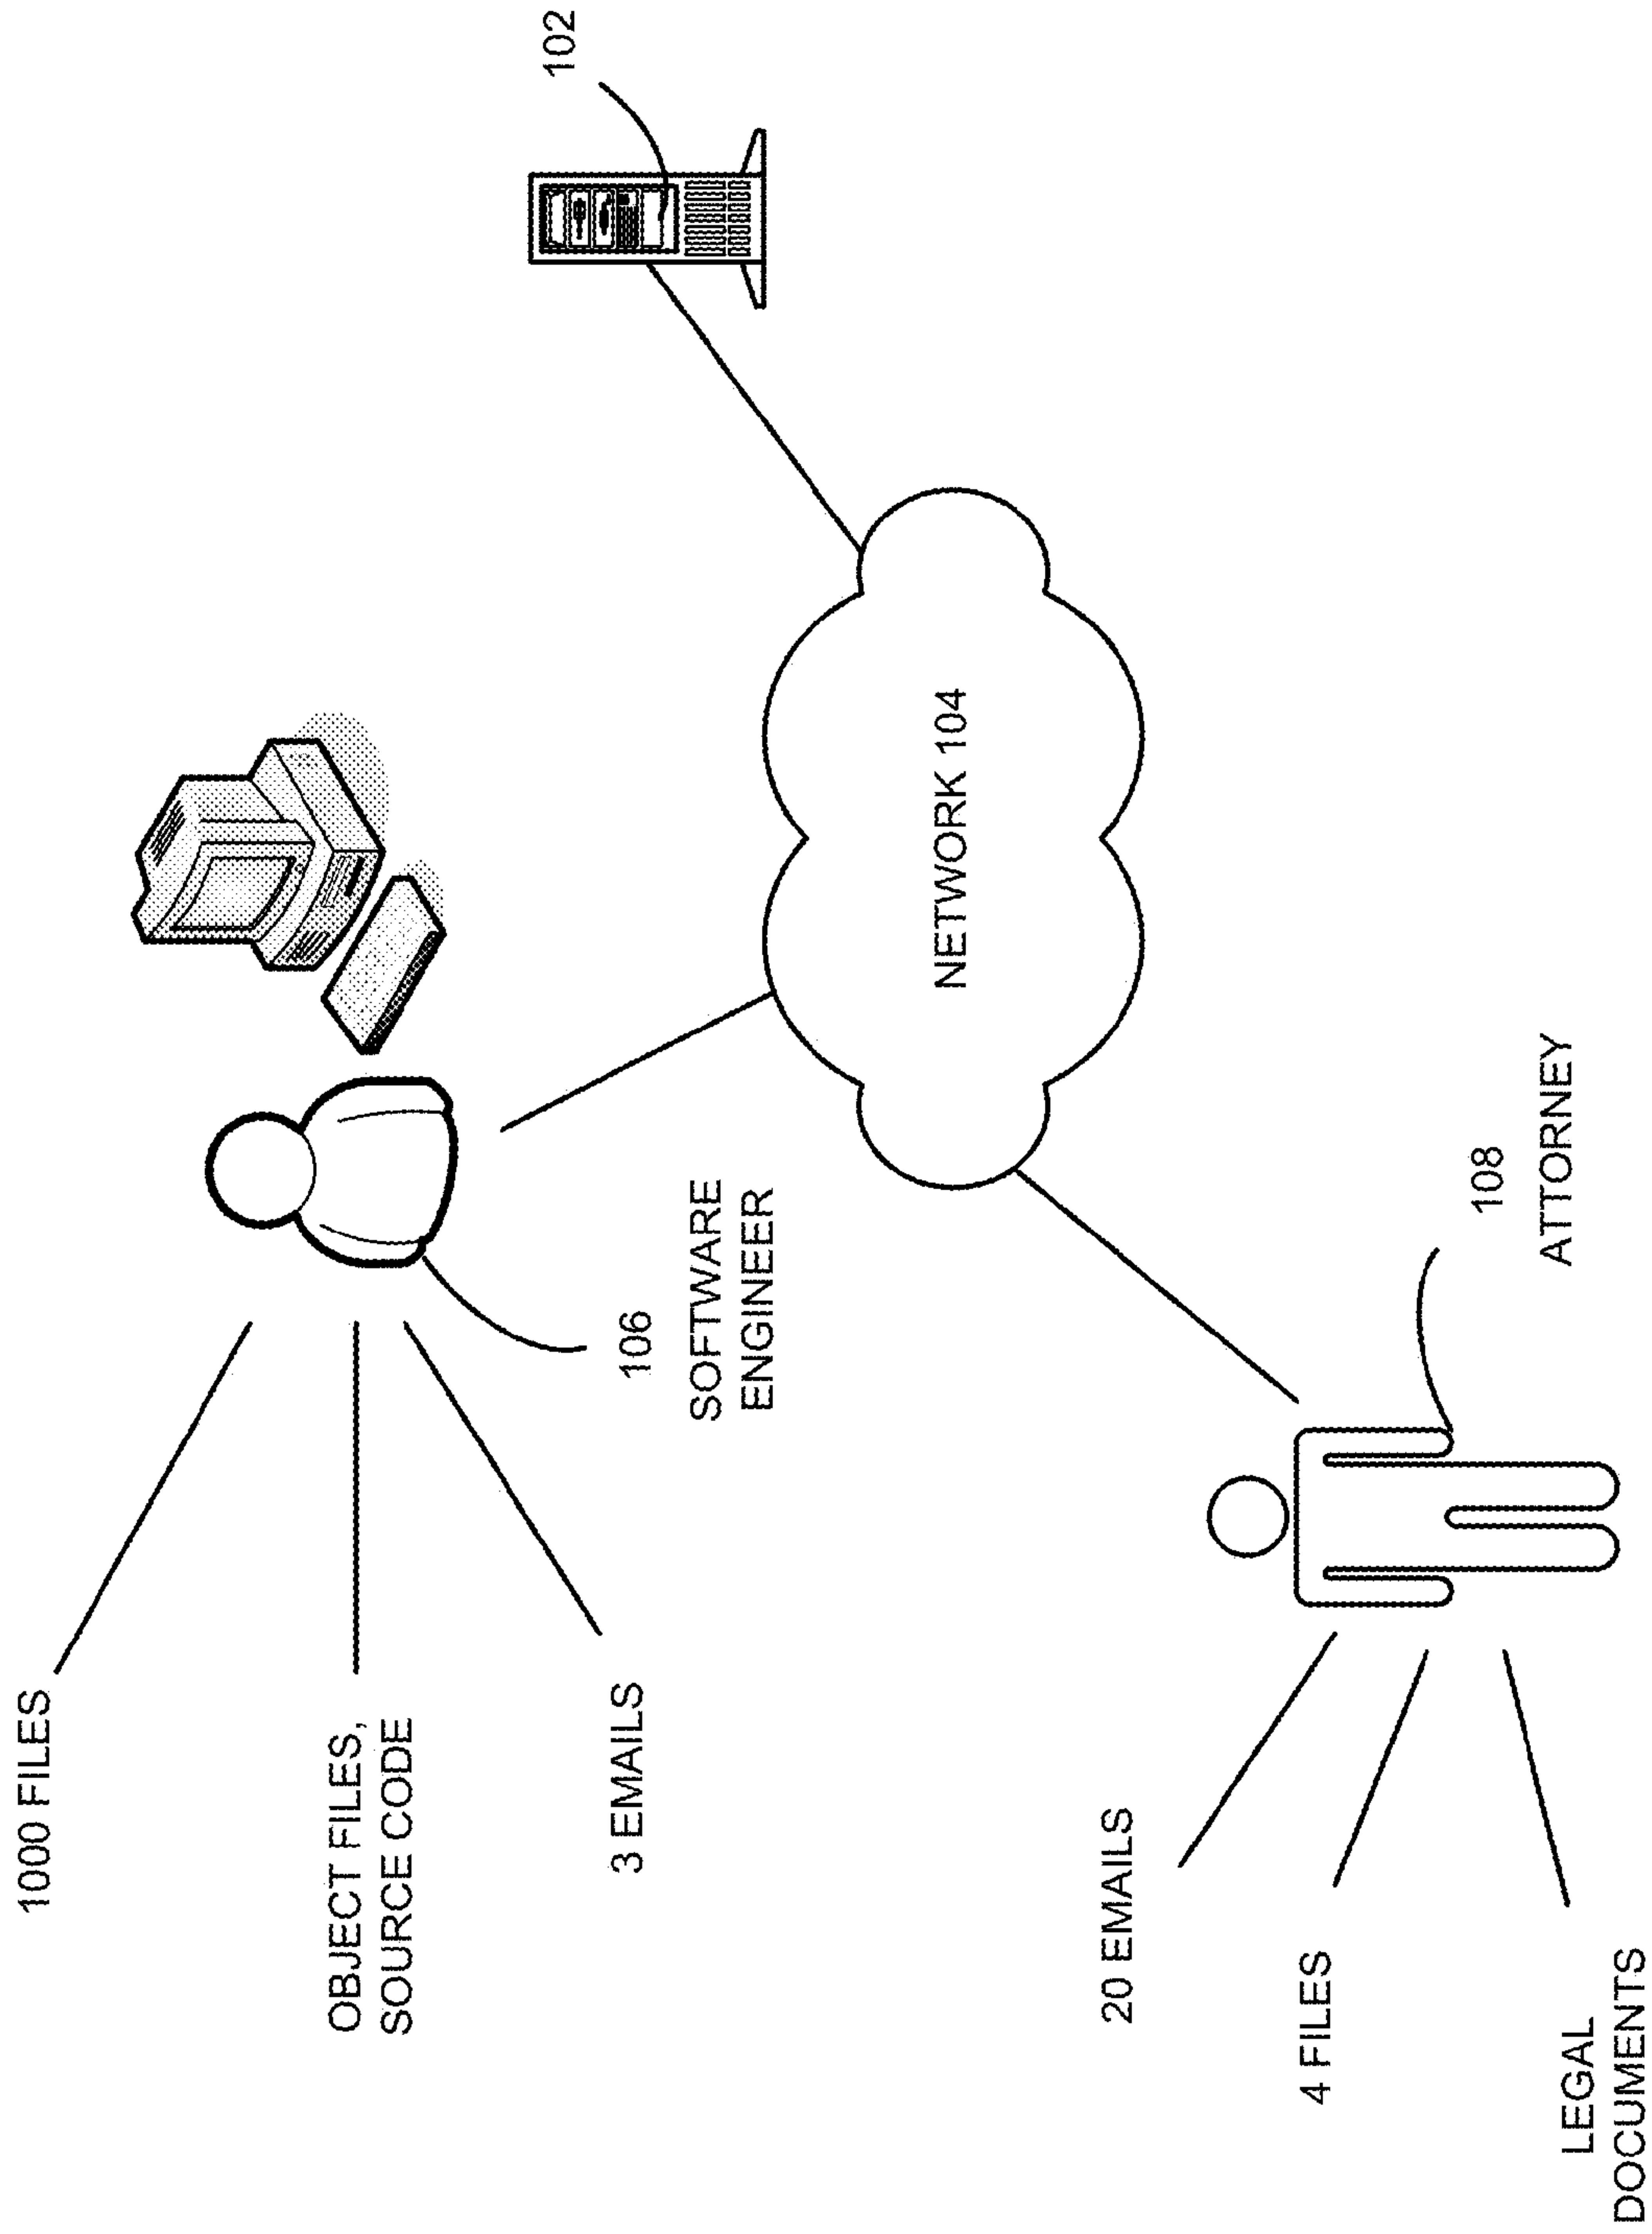 1000 FILES
OBJECT FILES,
SOURCE CODE
3 EMAILS
106
SOFTWARE
ENGINEER
102
NETWORK 104
20 EMAILS
4 FILES
LEGAL
DOCUMENTS
108
ATTORNEY